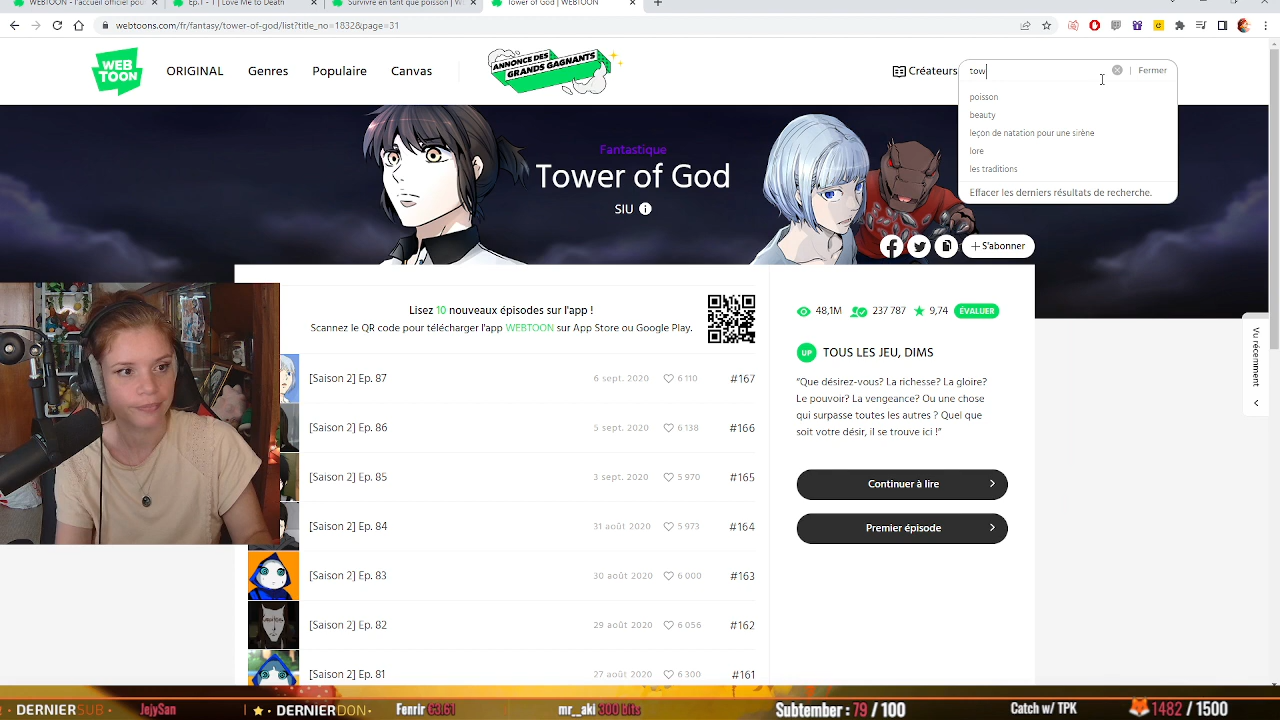 WEBTOON - l'accueil officiel pou
Ep. 1 - 1 | Love Me to Death
Survivre en tant que poisson | W
Tower of God | WEBTOON
webtoons.com/fr/fantasy/tower-of-god/list?title_no=1832&page=31
WEB
TOON
ORIGINAL
Genres
Populaire
Canvas
ANNONCE DES
GRANDS GAGNANTS
Créateurs
tow
Fermer
poisson
beauty
leçon de natation pour une sirène
lore
les traditions
Effacer les derniers résultats de recherche.
Fantastique
Tower of God
SIU
S'abonner
Lisez 10 nouveaux épisodes sur l'app !
Scannez le QR code pour télécharger l'app WEBTOON sur App Store ou Google Play.
[Saison 2] Ep. 87 6 sept. 2020 6 110 #167
[Saison 2] Ep. 86 5 sept. 2020 6 138 #166
[Saison 2] Ep. 85 3 sept. 2020 5 970 #165
[Saison 2] Ep. 84 31 août 2020 5 973 #164
[Saison 2] Ep. 83 30 août 2020 6 000 #163
[Saison 2] Ep. 82 29 août 2020 6 056 #162
[Saison 2] Ep. 81 27 août 2020 6 300 #161
48,1M 237 787 9,74 ÉVALUER
UP TOUS LES JEU, DIMS
"Que désirez-vous? La richesse? La gloire?
Le pouvoir? La vengeance? Ou une chose
qui surpasse toutes les autres ? Quel que
soit votre désir, il se trouve ici !"
Continuer à lire
Premier épisode
Vu récemment
DERNIERSUB JejySan
DERNIERDON Fenrir €3.61 mr__aki 300 bits
Subtember : 79 / 100
Catch w/ TPK
1482 / 1500